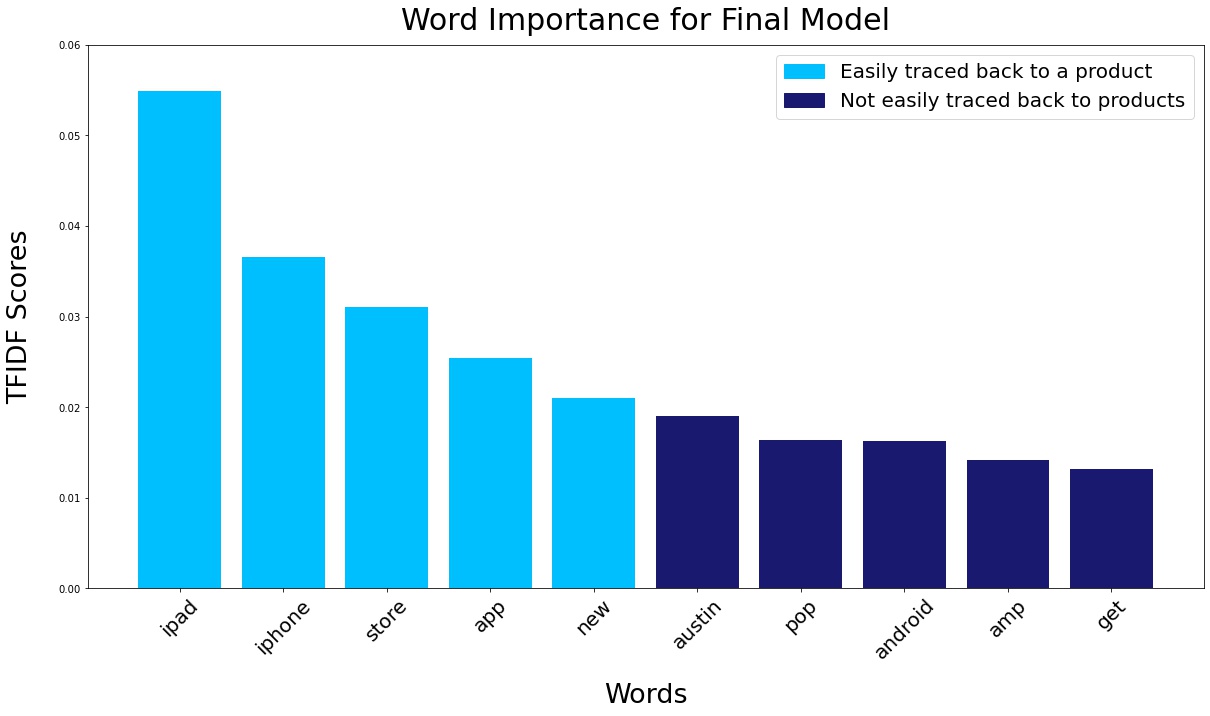 Word Importance for Final Model
Easily traced back to a product
Not easily traced back to products
TFIDF Scores
0.06
0.05
0.04
0.03
0.02
0.01
0.00
ipad
iphone
store
app
new
austin
pop
android
amp
get
Words